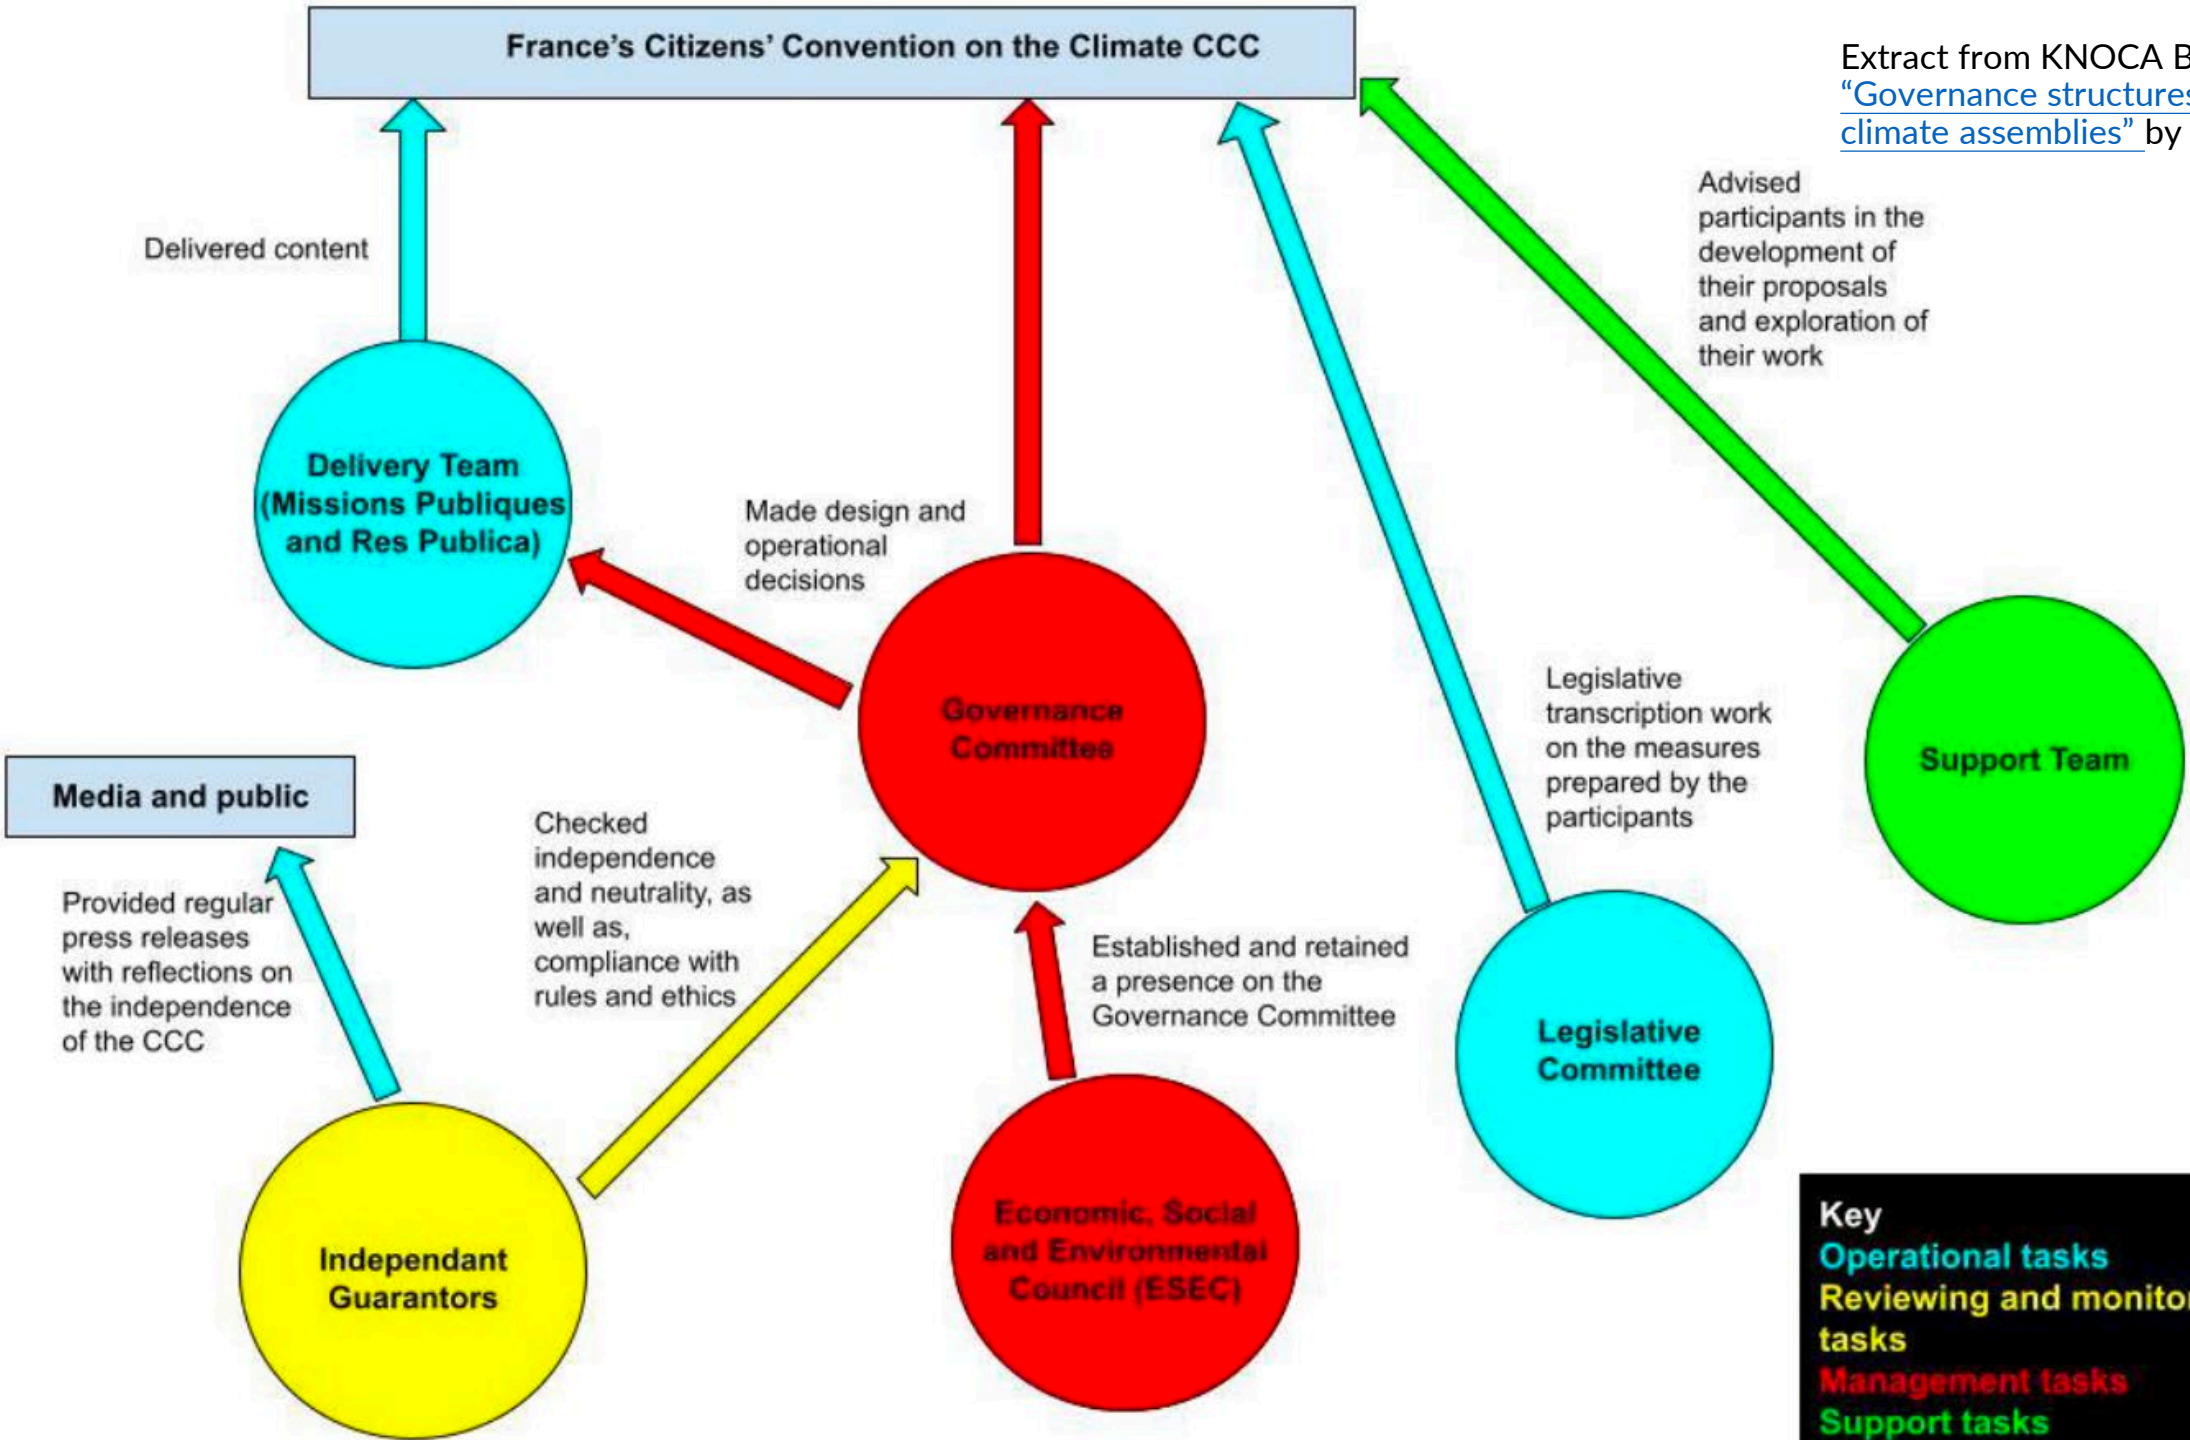 France's Citizens' Convention on the Climate CCC
Extract from KNOCA B
“Governance structures
climate assemblies” by
Advised
participants in the
development of
their proposals
and exploration of
their work
Delivered content
Delivery Team
(Missions Publiques
and Res Publica)
Made design and
operational
decisions
Governance
Committee
Legislative
transcription work
on the measures
prepared by the
participants
Support Team
Media and public
Checked
independence
and neutrality, as
well as,
compliance with
rules and ethics
Provided regular
press releases
with reflections on
the independence
of the CCC
Established and retained
a presence on the
Governance Committee
Legislative
Committee
Independant
Guarantors
Economic, Social
and Environmental
Council (ESEC)
Key
Operational tasks
Reviewing and monitor
tasks
Management tasks
Support tasks